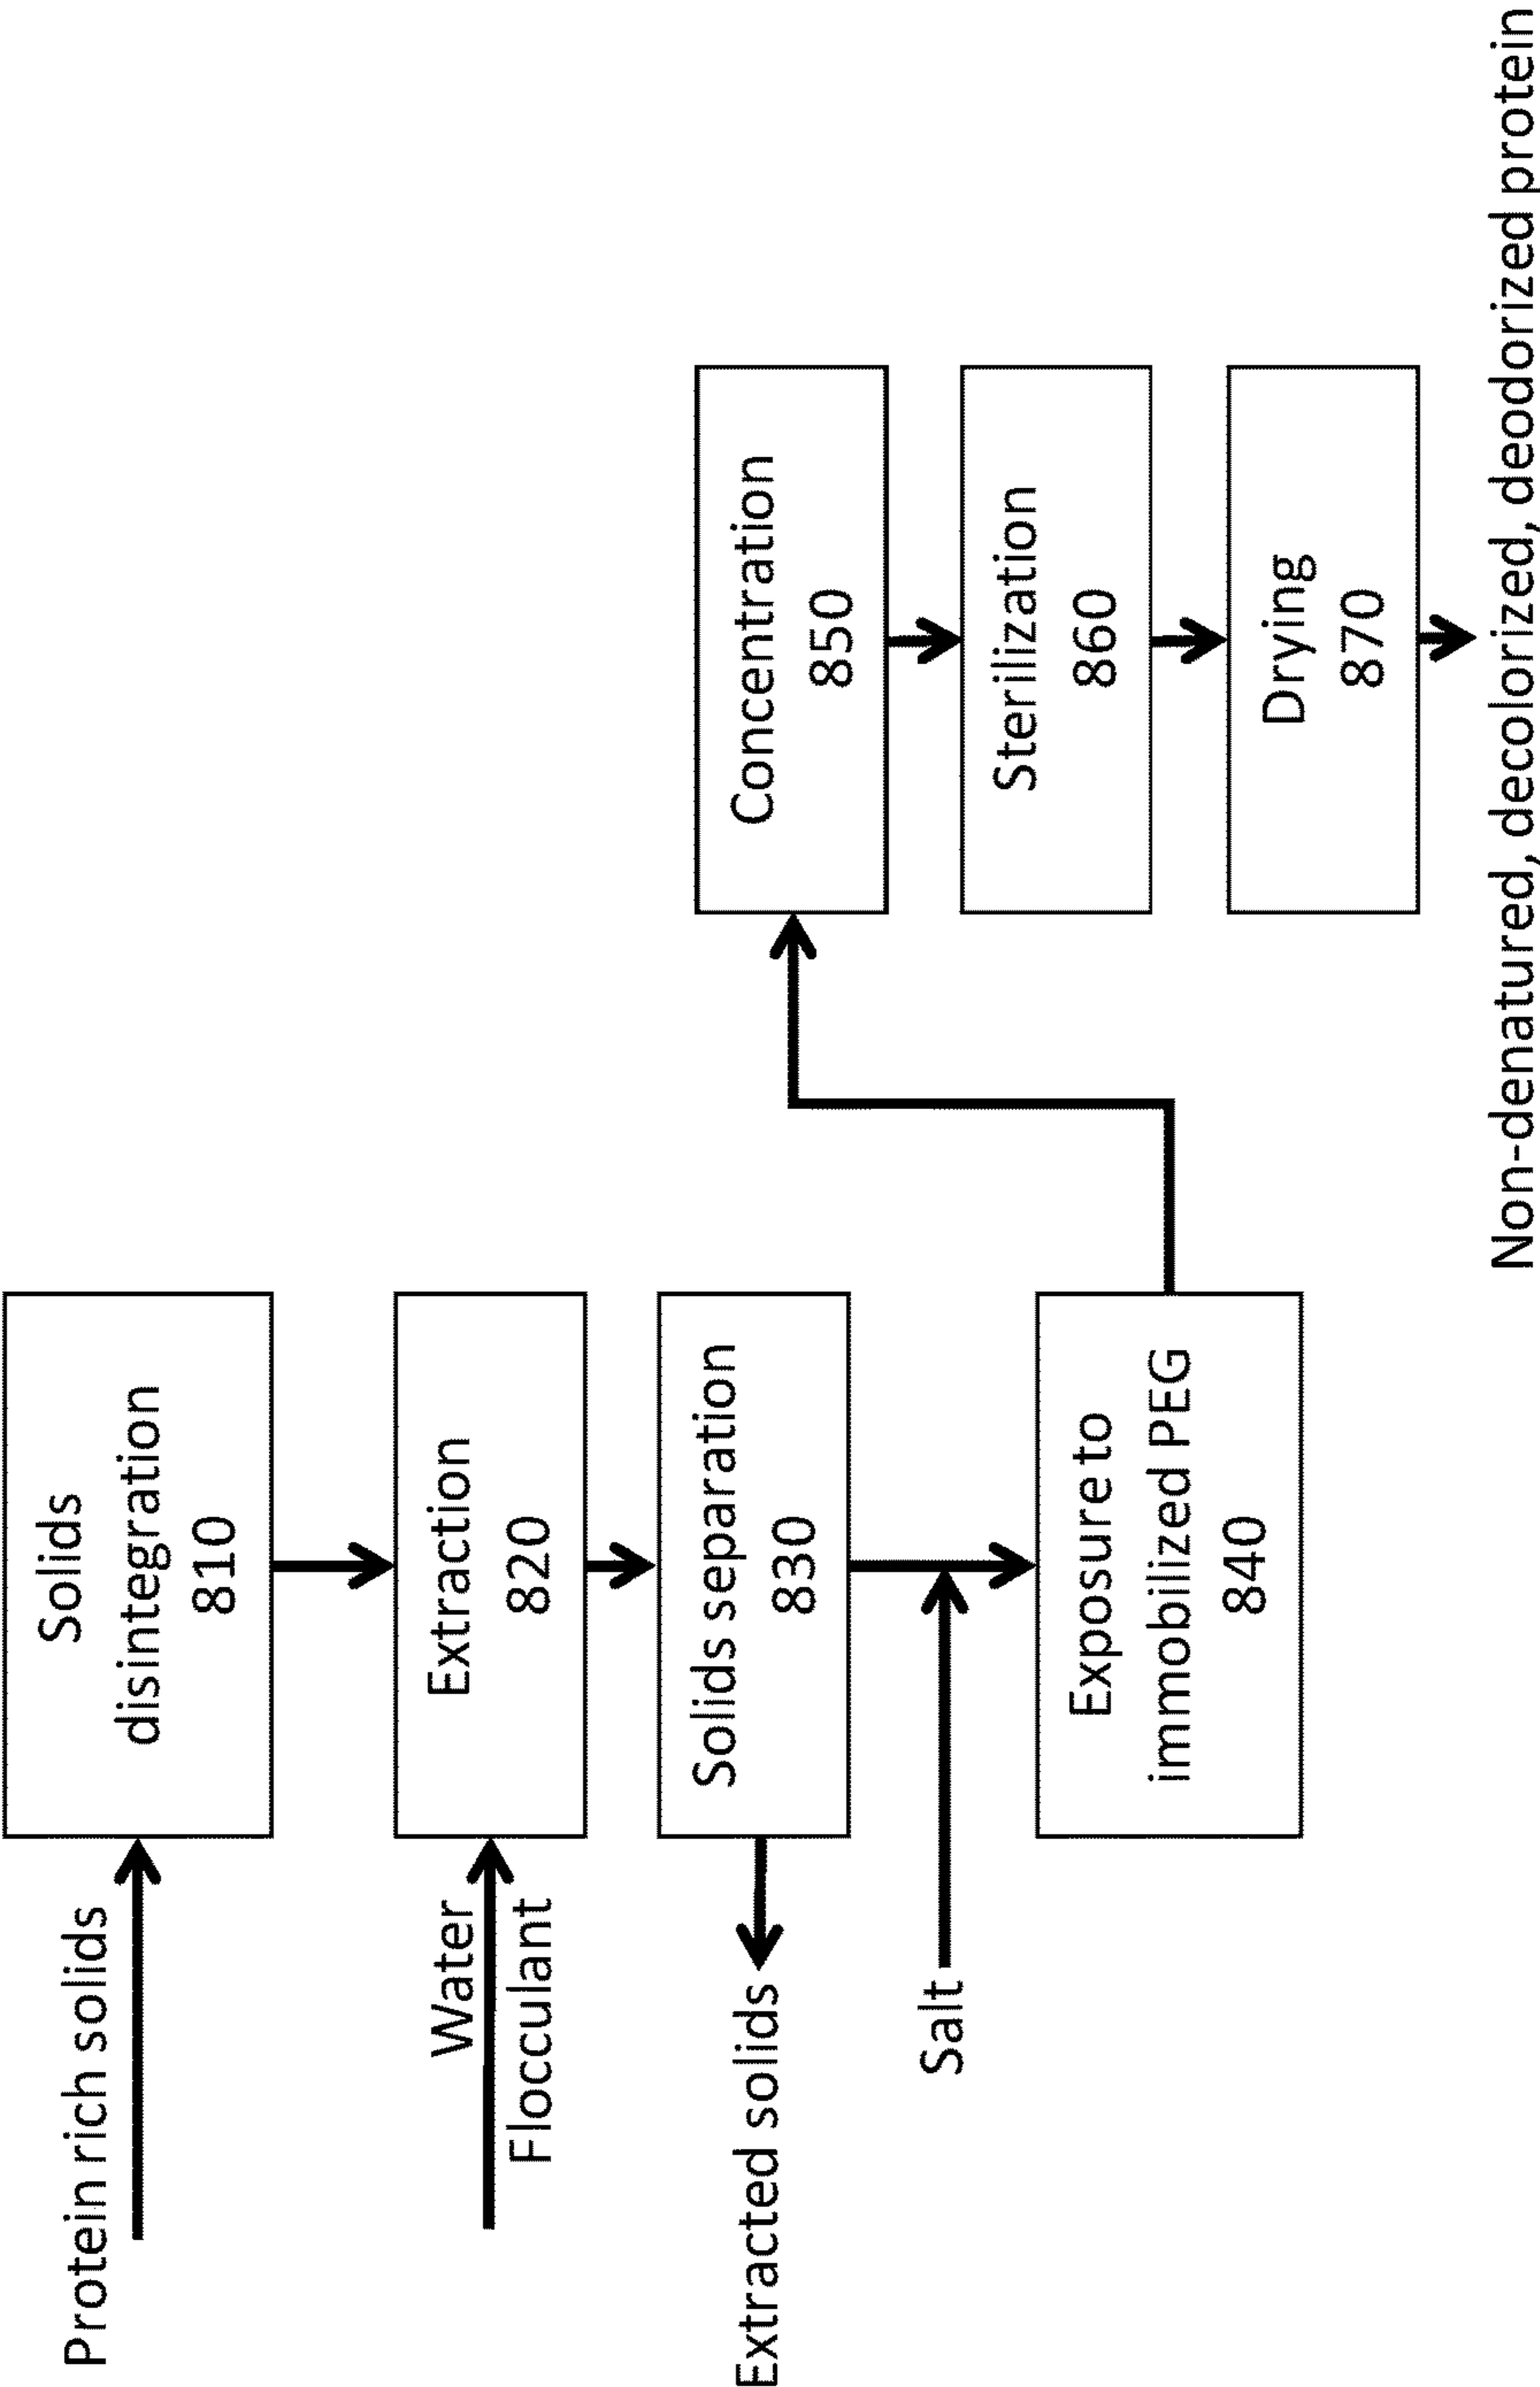 Protein rich solids
Solids
disintegration
810
Water
Flocculant
Extraction
820
Extracted solids
Solids separation
830
Salt
Exposure to
immobilized PEG
840
Concentration
850
Sterilization
860
Drying
870
Non-denatured, decolorized, deodorized protein